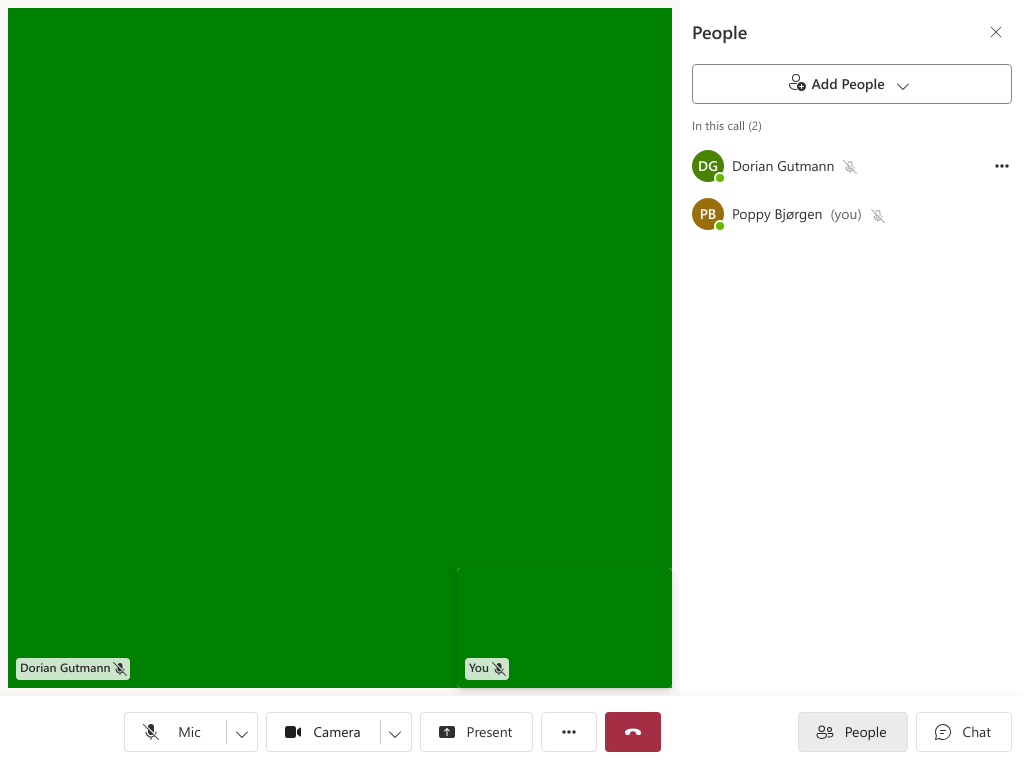 People
Add People
In this call (2)
DG Dorian Gutmann
PB Poppy Bjørgen (you)
Dorian Gutmann
You
Mic
Camera
Present
People
Chat